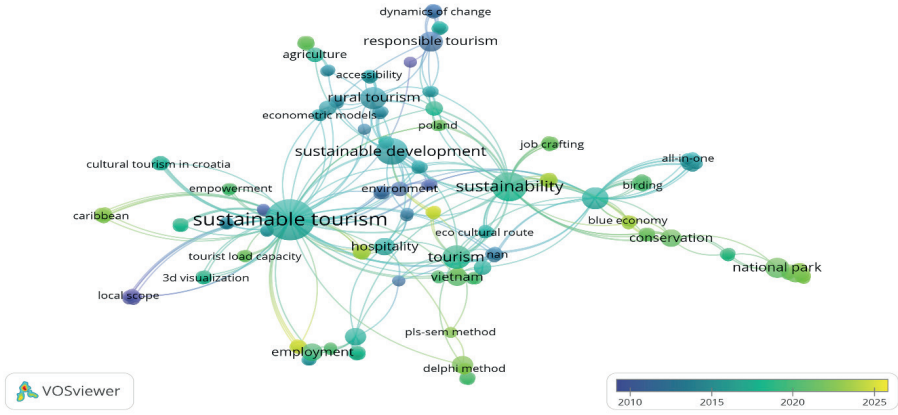 dynamics of change
responsible tourism
agriculture
accessibility
rural tourism
econometric models
poland
job crafting
sustainable development
all-in-one
cultural tourism in croatia
empowerment
environment
sustainability
birding
caribbean
sustainable tourism
blue economy
eco cultural route
conservation
hospitality
tourist load capacity
tourism
nan
national park
3d visualization
vietnam
local scope
pls-sem method
employment
delphi method
VOSviewer
2010 2015 2020 2025